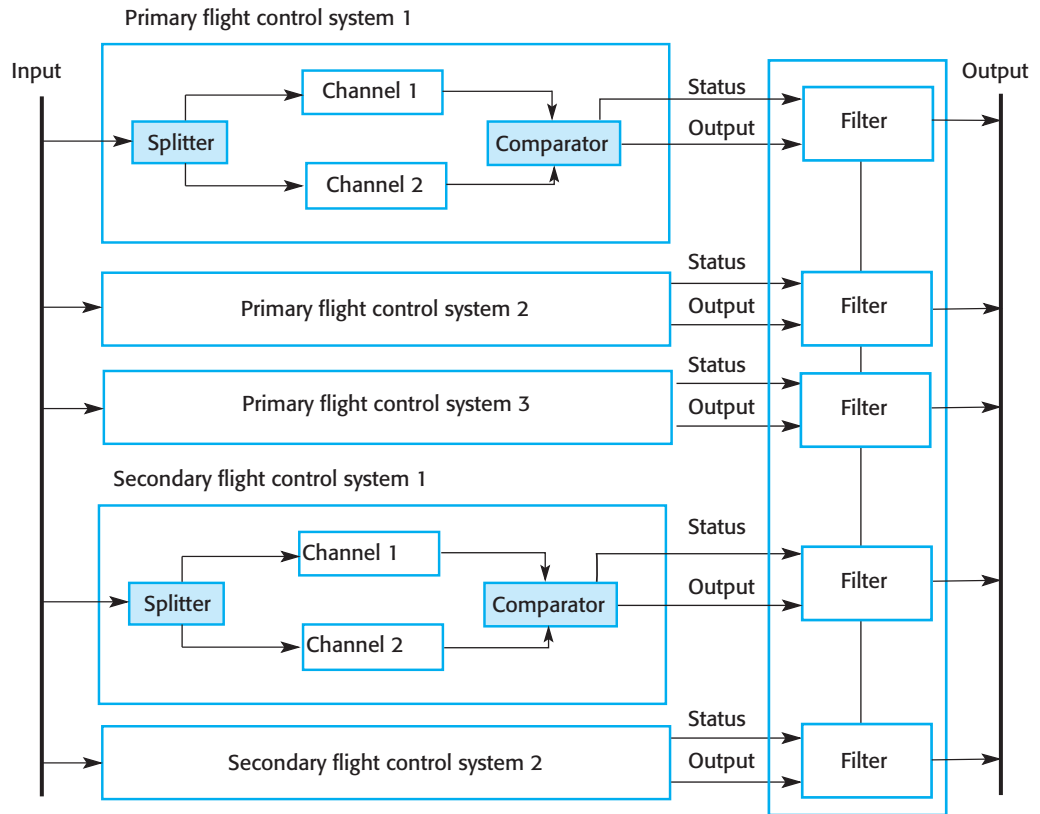 Primary flight control system 1
Input
Output
Channel 1
Status
Splitter
Comparator
Filter
Output
Channel 2
Status
Primary flight control system 2
Output
Filter
Status
Primary flight control system 3
Output
Filter
Secondary flight control system 1
Channel 1
Status
Splitter
Comparator
Filter
Output
Channel 2
Status
Secondary flight control system 2
Output
Filter